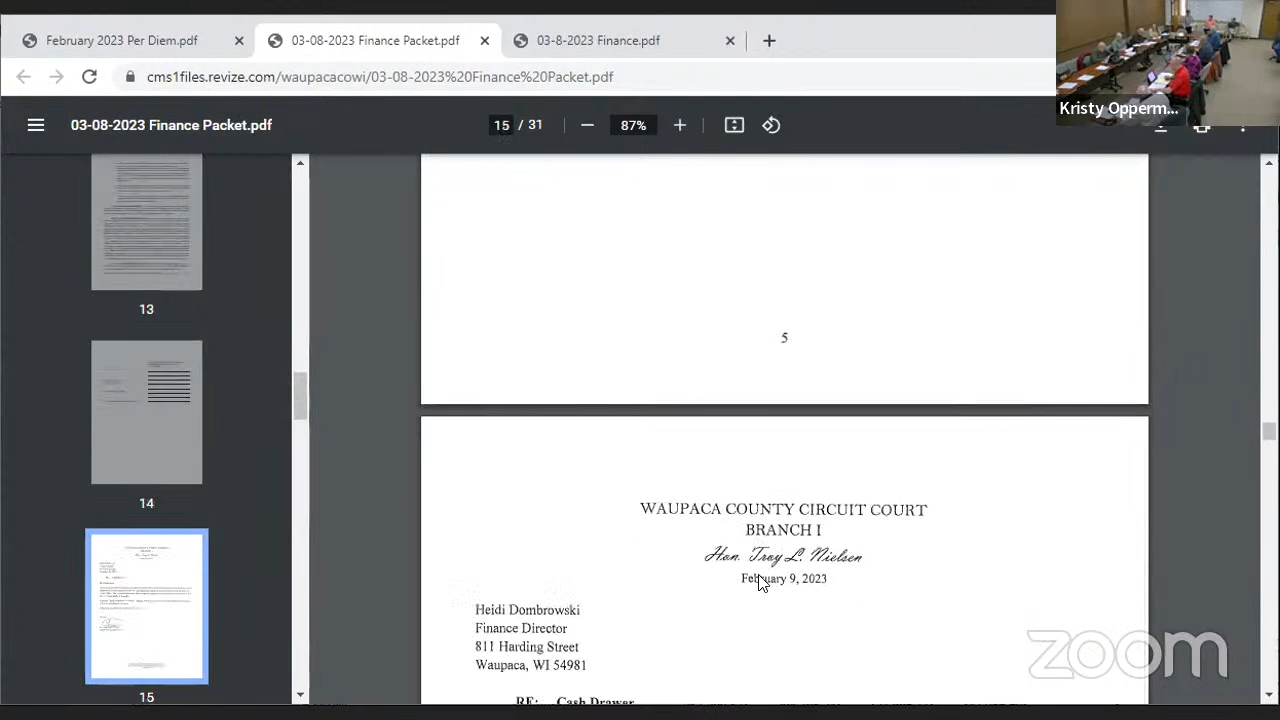 February 2023 Per Diem.pdf
03-08-2023 Finance Packet.pdf
03-8-2023 Finance.pdf
cms1files.revize.com/waupacacowi/03-08-2023%20Finance%20Packet.pdf
Kristy Opperm...
03-08-2023 Finance Packet.pdf
15 / 31
87%
13
14
15
5
WAUPACA COUNTY CIRCUIT COURT
BRANCH I
Hon. Troy L. Nielsen
February 9, 2023
Heidi Dombrowski
Finance Director
811 Harding Street
Waupaca, WI 54981
RE: Cash Drawer
zoom